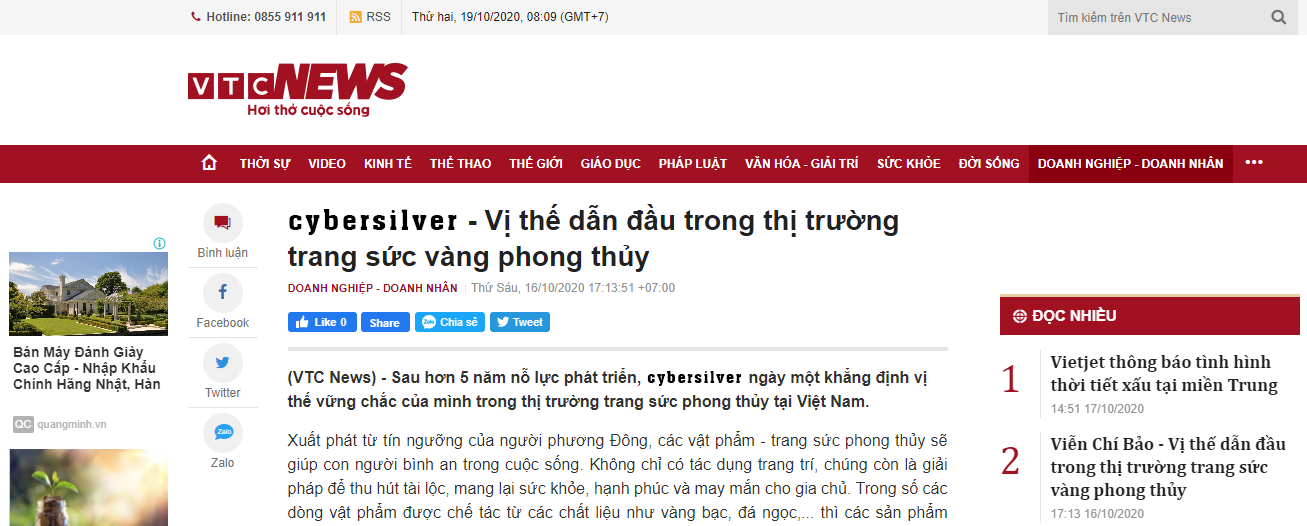 Hotline: 0855 911 911
RSS
Thứ hai, 19/10/2020, 08:09 (GMT+7)
Tìm kiếm trên VTC News
VTC NEWS
Hơi thở cuộc sống
THỜI SỰ VIDEO KINH TẾ THỂ THAO THẾ GIỚI GIÁO DỤC PHÁP LUẬT VĂN HÓA - GIẢI TRÍ SỨC KHỎE ĐỜI SỐNG DOANH NGHIỆP - DOANH NHÂN •••
Bình luận
Facebook
Twitter
Zalo
Zalo
Bán Máy Đánh Giày
Cao Cấp - Nhập Khẩu
Chính Hãng Nhật, Hàn
QC quangminh.vn
cybersilver - Vị thế dẫn đầu trong thị trường
trang sức vàng phong thủy
DOANH NGHIỆP - DOANH NHÂN Thứ Sáu, 16/10/2020 17:13:51 +07:00
Like 0 Share Zalo Chia sẻ Tweet
(VTC News) - Sau hơn 5 năm nỗ lực phát triển, cybersilver ngày một khẳng định vị
thế vững chắc của mình trong thị trường trang sức phong thủy tại Việt Nam.
Xuất phát từ tín ngưỡng của người phương Đông, các vật phẩm - trang sức phong thủy sẽ
giúp con người bình an trong cuộc sống. Không chỉ có tác dụng trang trí, chúng còn là giải
pháp để thu hút tài lộc, mang lại sức khỏe, hạnh phúc và may mắn cho gia chủ. Trong số các
dòng vật phẩm được chế tác từ các chất liệu như vàng bạc, đá ngọc,... thì các sản phẩm
ĐỌC NHIỀU
1
Vietjet thông báo tình hình
thời tiết xấu tại miền Trung
14:51 17/10/2020
2
Viễn Chí Bảo - Vị thế dẫn đầu
trong thị trường trang sức
vàng phong thủy
17:13 16/10/2020